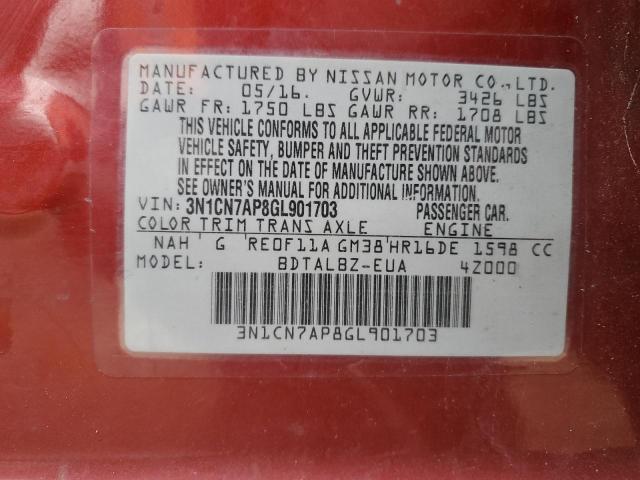 MANUFACTURED BY NISSAN MOTOR CO., LTD.
DATE: 05/16. GVWR: 3426 LBS
GAWR FR: 1750 LBS GAWR RR: 1708 LBS
THIS VEHICLE CONFORMS TO ALL APPLICABLE FEDERAL MOTOR
VEHICLE SAFETY, BUMPER AND THEFT PREVENTION STANDARDS
IN EFFECT ON THE DATE OF MANUFACTURE SHOWN ABOVE.
SEE OWNER'S MANUAL FOR ADDITIONAL INFORMATION.
VIN: 3N1CN7AP8GL901703 PASSENGER CAR.
COLOR TRIM TRANS AXLE ENGINE
NAH G RE0F11A GM38 HR16DE 1598 CC
MODEL: BDTALBZ-EUA 4Z000
3N1CN7AP8GL901703